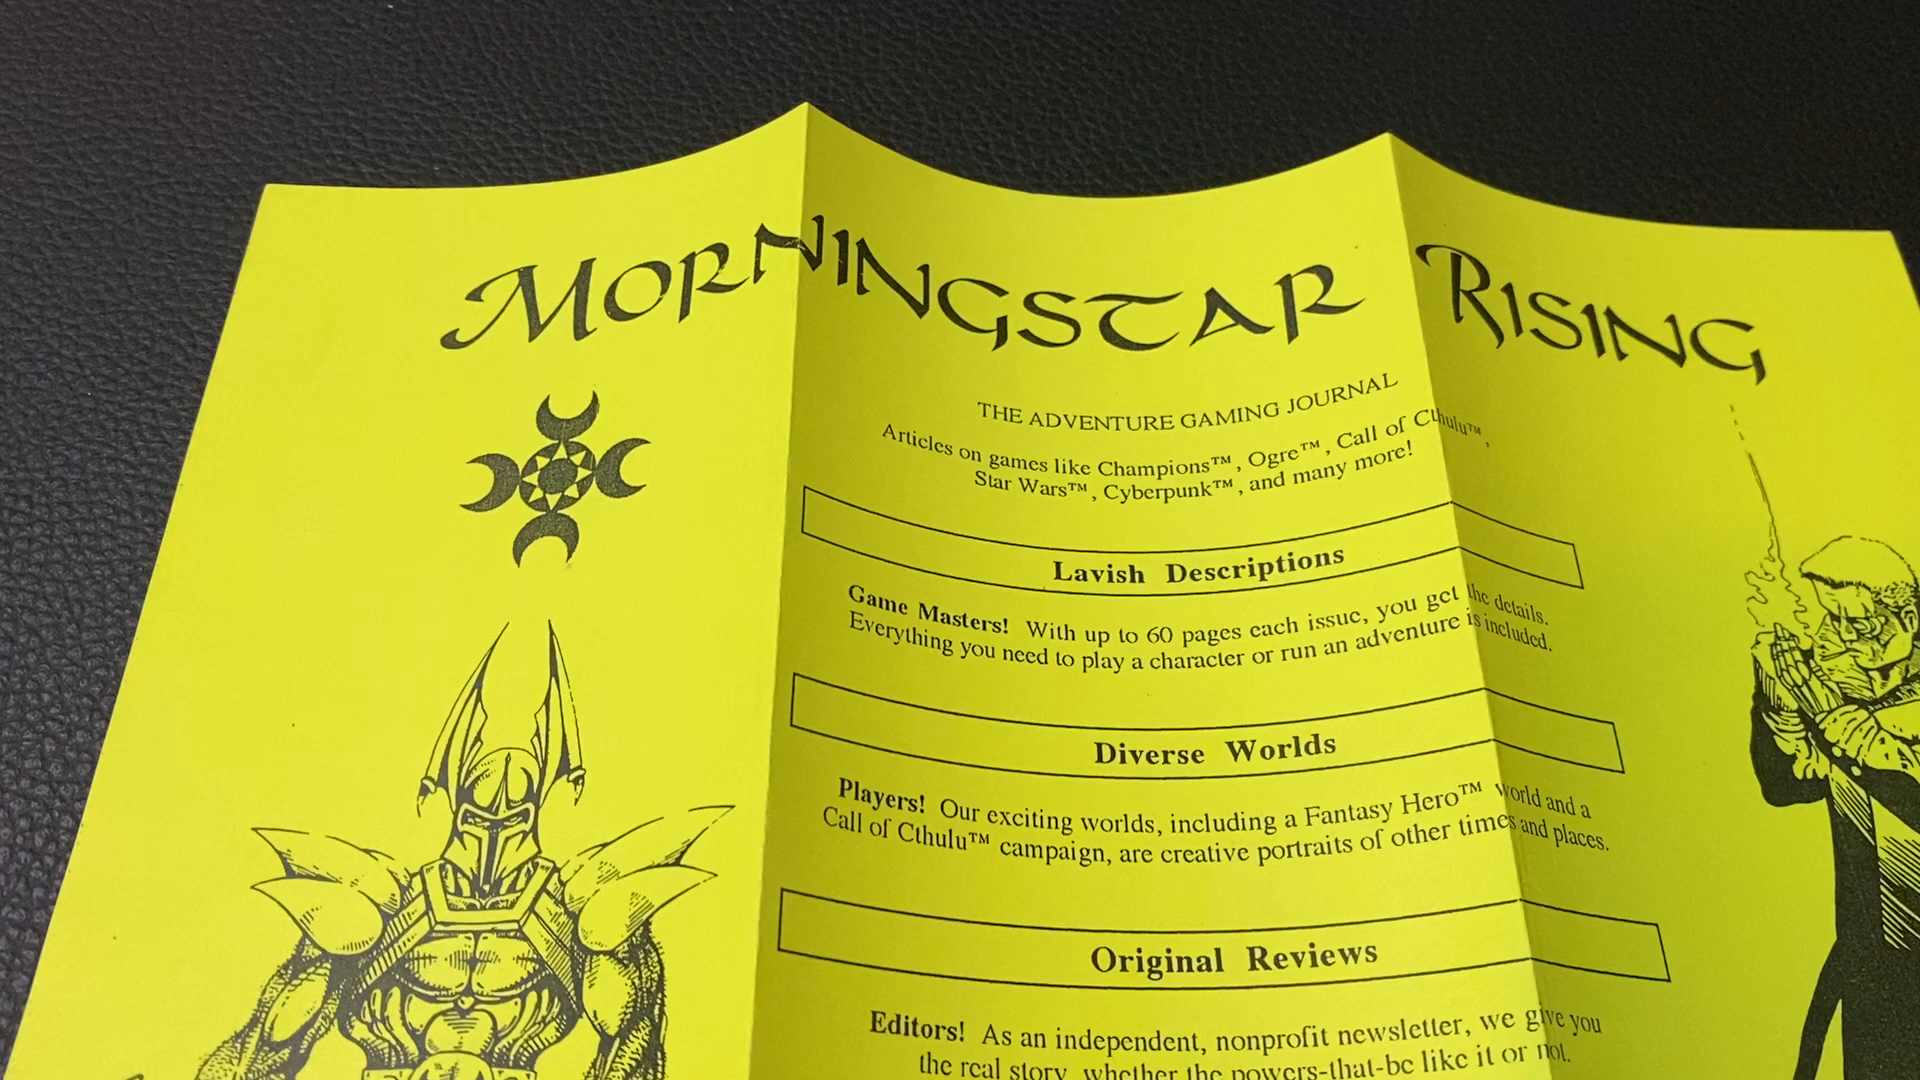 MORNINGSTAR RISING
THE ADVENTURE GAMING JOURNAL
Articles on games like Champions™, Ogre™, Call of Cthulu™,
Star Wars™, Cyberpunk™, and many more!
Lavish Descriptions
Game Masters! With up to 60 pages each issue, you get the details.
Everything you need to play a character or run an adventure is included.
Diverse Worlds
Players! Our exciting worlds, including a Fantasy Hero™ world and a
Call of Cthulu™ campaign, are creative portraits of other times and places.
Original Reviews
Editors! As an independent, nonprofit newsletter, we give you
the real story, whether the powers-that-be like it or not.